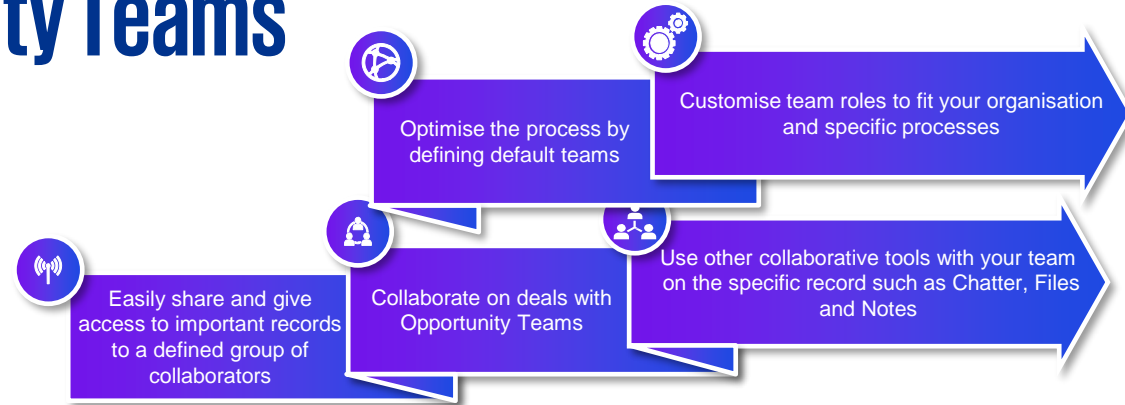 ty Teams
Optimise the process by
defining default teams
Customise team roles to fit your organisation
and specific processes
Easily share and give
access to important records
to a defined group of
collaborators
Collaborate on deals with
Opportunity Teams
Use other collaborative tools with your team
on the specific record such as Chatter, Files
and Notes